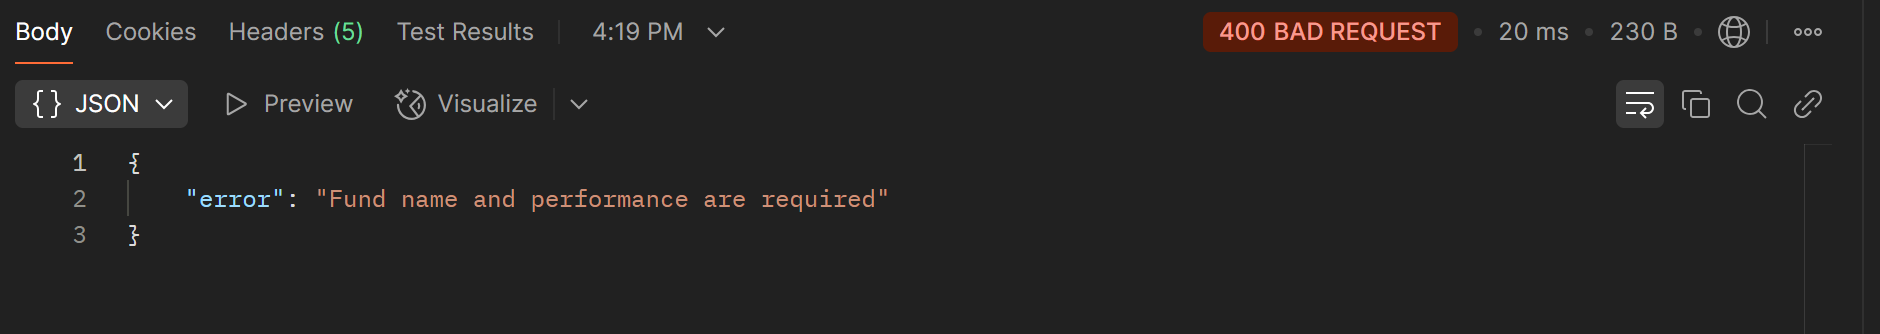 Body Cookies Headers (5) Test Results 4:19 PM 400 BAD REQUEST • 20 ms • 230 B •
{} JSON Preview Visualize
1 {
2 "error": "Fund name and performance are required"
3 }